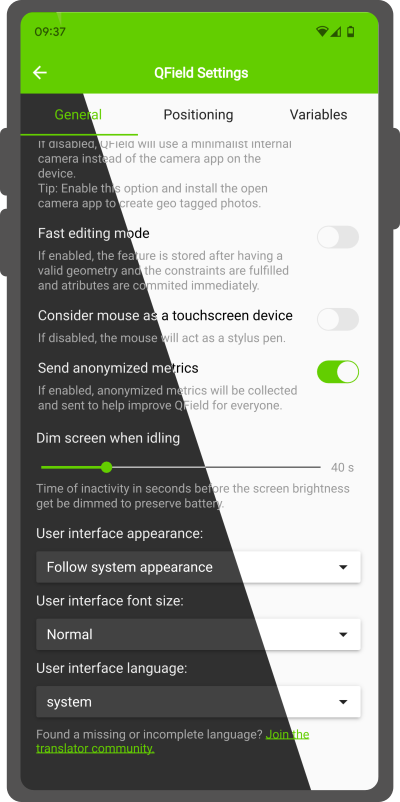 09:37
QField Settings
General Positioning Variables
If disabled, QField will use a minimalist internal
camera instead of the camera app on the
device.
Tip: Enable this option and install the open
camera app to create geo tagged photos.
Fast editing mode
If enabled, the feature is stored after having a
valid geometry and the constraints are fulfilled
and atributes are commited immediately.
Consider mouse as a touchscreen device
If disabled, the mouse will act as a stylus pen.
Send anonymized metrics
If enabled, anonymized metrics will be collected
and sent to help improve QField for everyone.
Dim screen when idling
40 s
Time of inactivity in seconds before the screen brightness
get be dimmed to preserve battery.
User interface appearance:
Follow system appearance
User interface font size:
Normal
User interface language:
system
Found a missing or incomplete language? Join the
translator community.